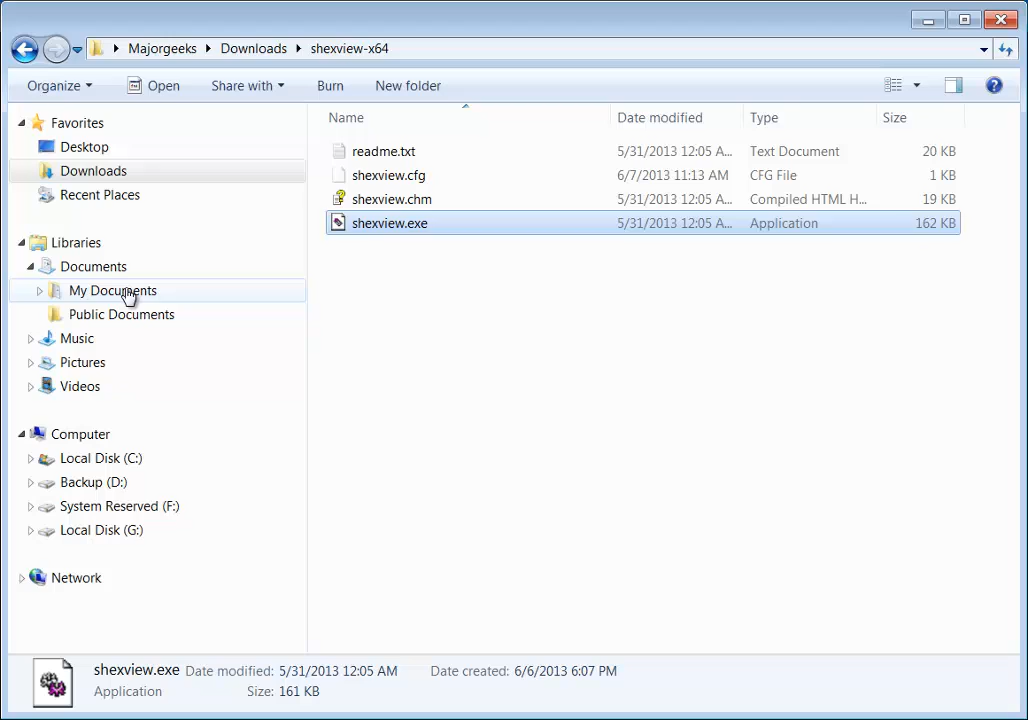 Majorgeeks Downloads shexview-x64
Organize Open Share with Burn New folder
Name Date modified Type Size
readme.txt 5/31/2013 12:05 A... Text Document 20 KB
shexview.cfg 6/7/2013 11:13 AM CFG File 1 KB
shexview.chm 5/31/2013 12:05 A... Compiled HTML H... 19 KB
shexview.exe 5/31/2013 12:05 A... Application 162 KB
Favorites
Desktop
Downloads
Recent Places
Libraries
Documents
My Documents
Public Documents
Music
Pictures
Videos
Computer
Local Disk (C:)
Backup (D:)
System Reserved (F:)
Local Disk (G:)
Network
shexview.exe Date modified: 5/31/2013 12:05 AM Date created: 6/6/2013 6:07 PM
Application Size: 161 KB